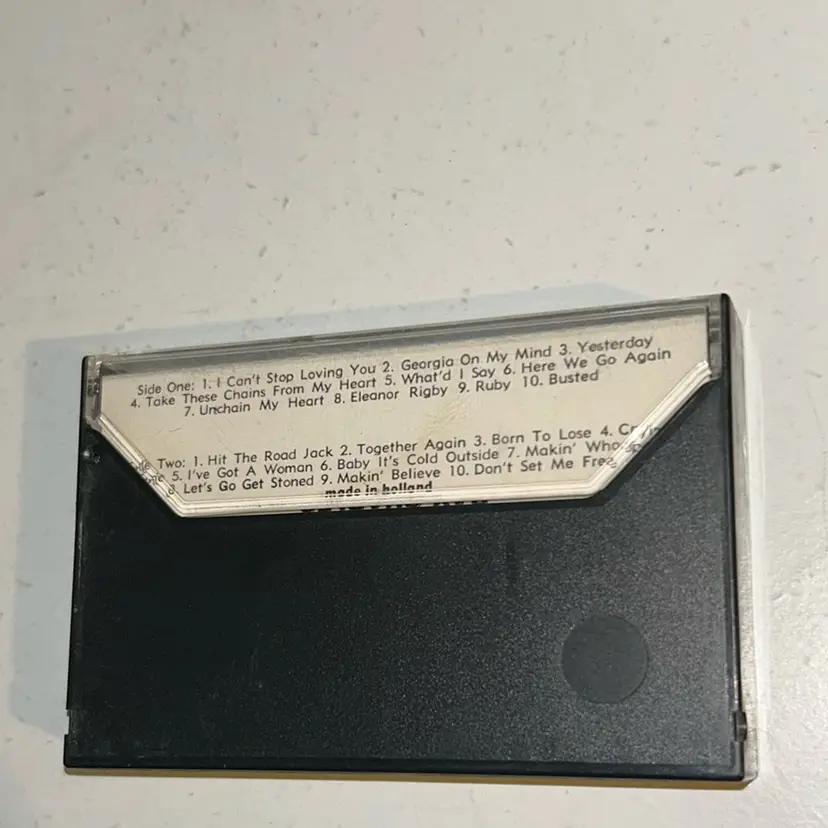 Side One: 1. I Can't Stop Loving You 2. Georgia On My Mind 3. Yesterday
4. Take These Chains From My Heart 5. What'd I Say 6. Here We Go Again
7. Unchain My Heart 8. Eleanor Rigby 9. Ruby 10. Busted
Two: 1. Hit The Road Jack 2. Together Again 3. Born To Lose 4.
5. I've Got A Woman 6. Baby It's Cold Outside 7. Makin'
Let's Go Get Stoned 9. Makin' Believe 10. Don't Set Me Free
made in holland